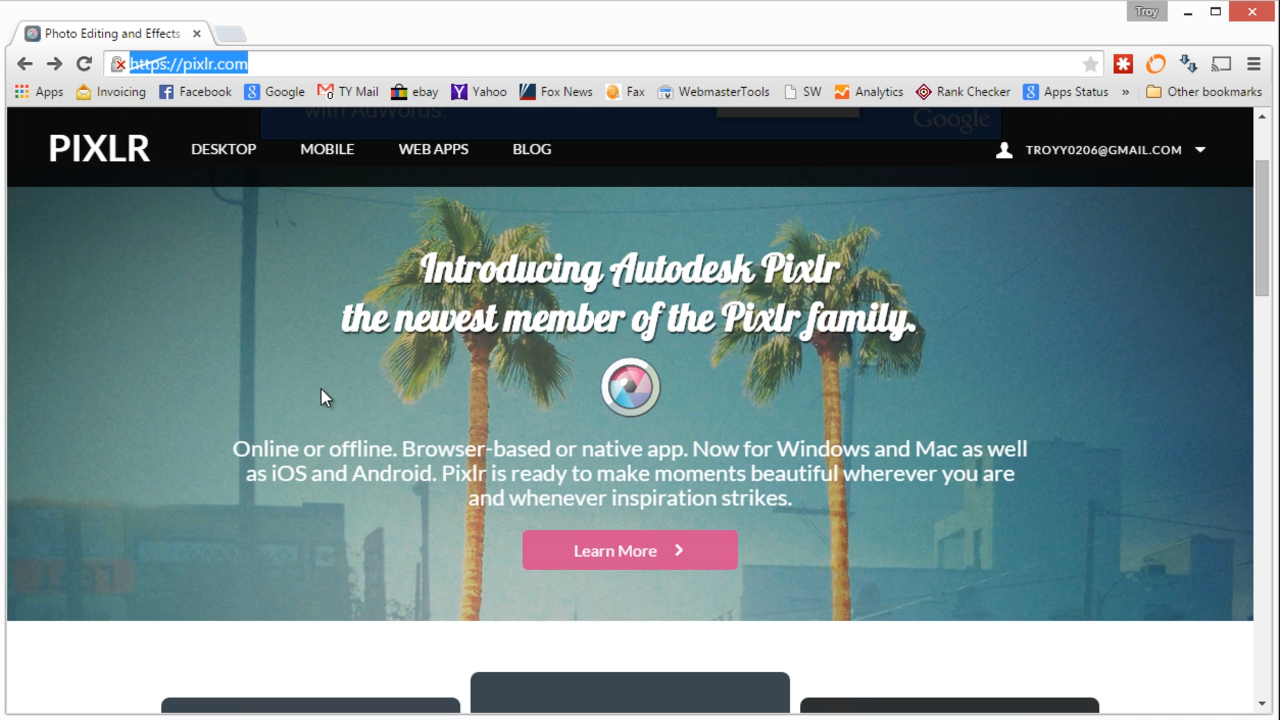 Troy
Photo Editing and Effects
https://pixlr.com
Apps Invoicing Facebook Google TY Mail ebay Yahoo Fox News Fax WebmasterTools SW Analytics Rank Checker Apps Status » Other bookmarks
with AdWords.
Google
PIXLR DESKTOP MOBILE WEB APPS BLOG TROYY0206@GMAIL.COM
Introducing Autodesk Pixlr
the newest member of the Pixlr family.
Online or offline. Browser-based or native app. Now for Windows and Mac as well
as iOS and Android. Pixlr is ready to make moments beautiful wherever you are
and whenever inspiration strikes.
Learn More